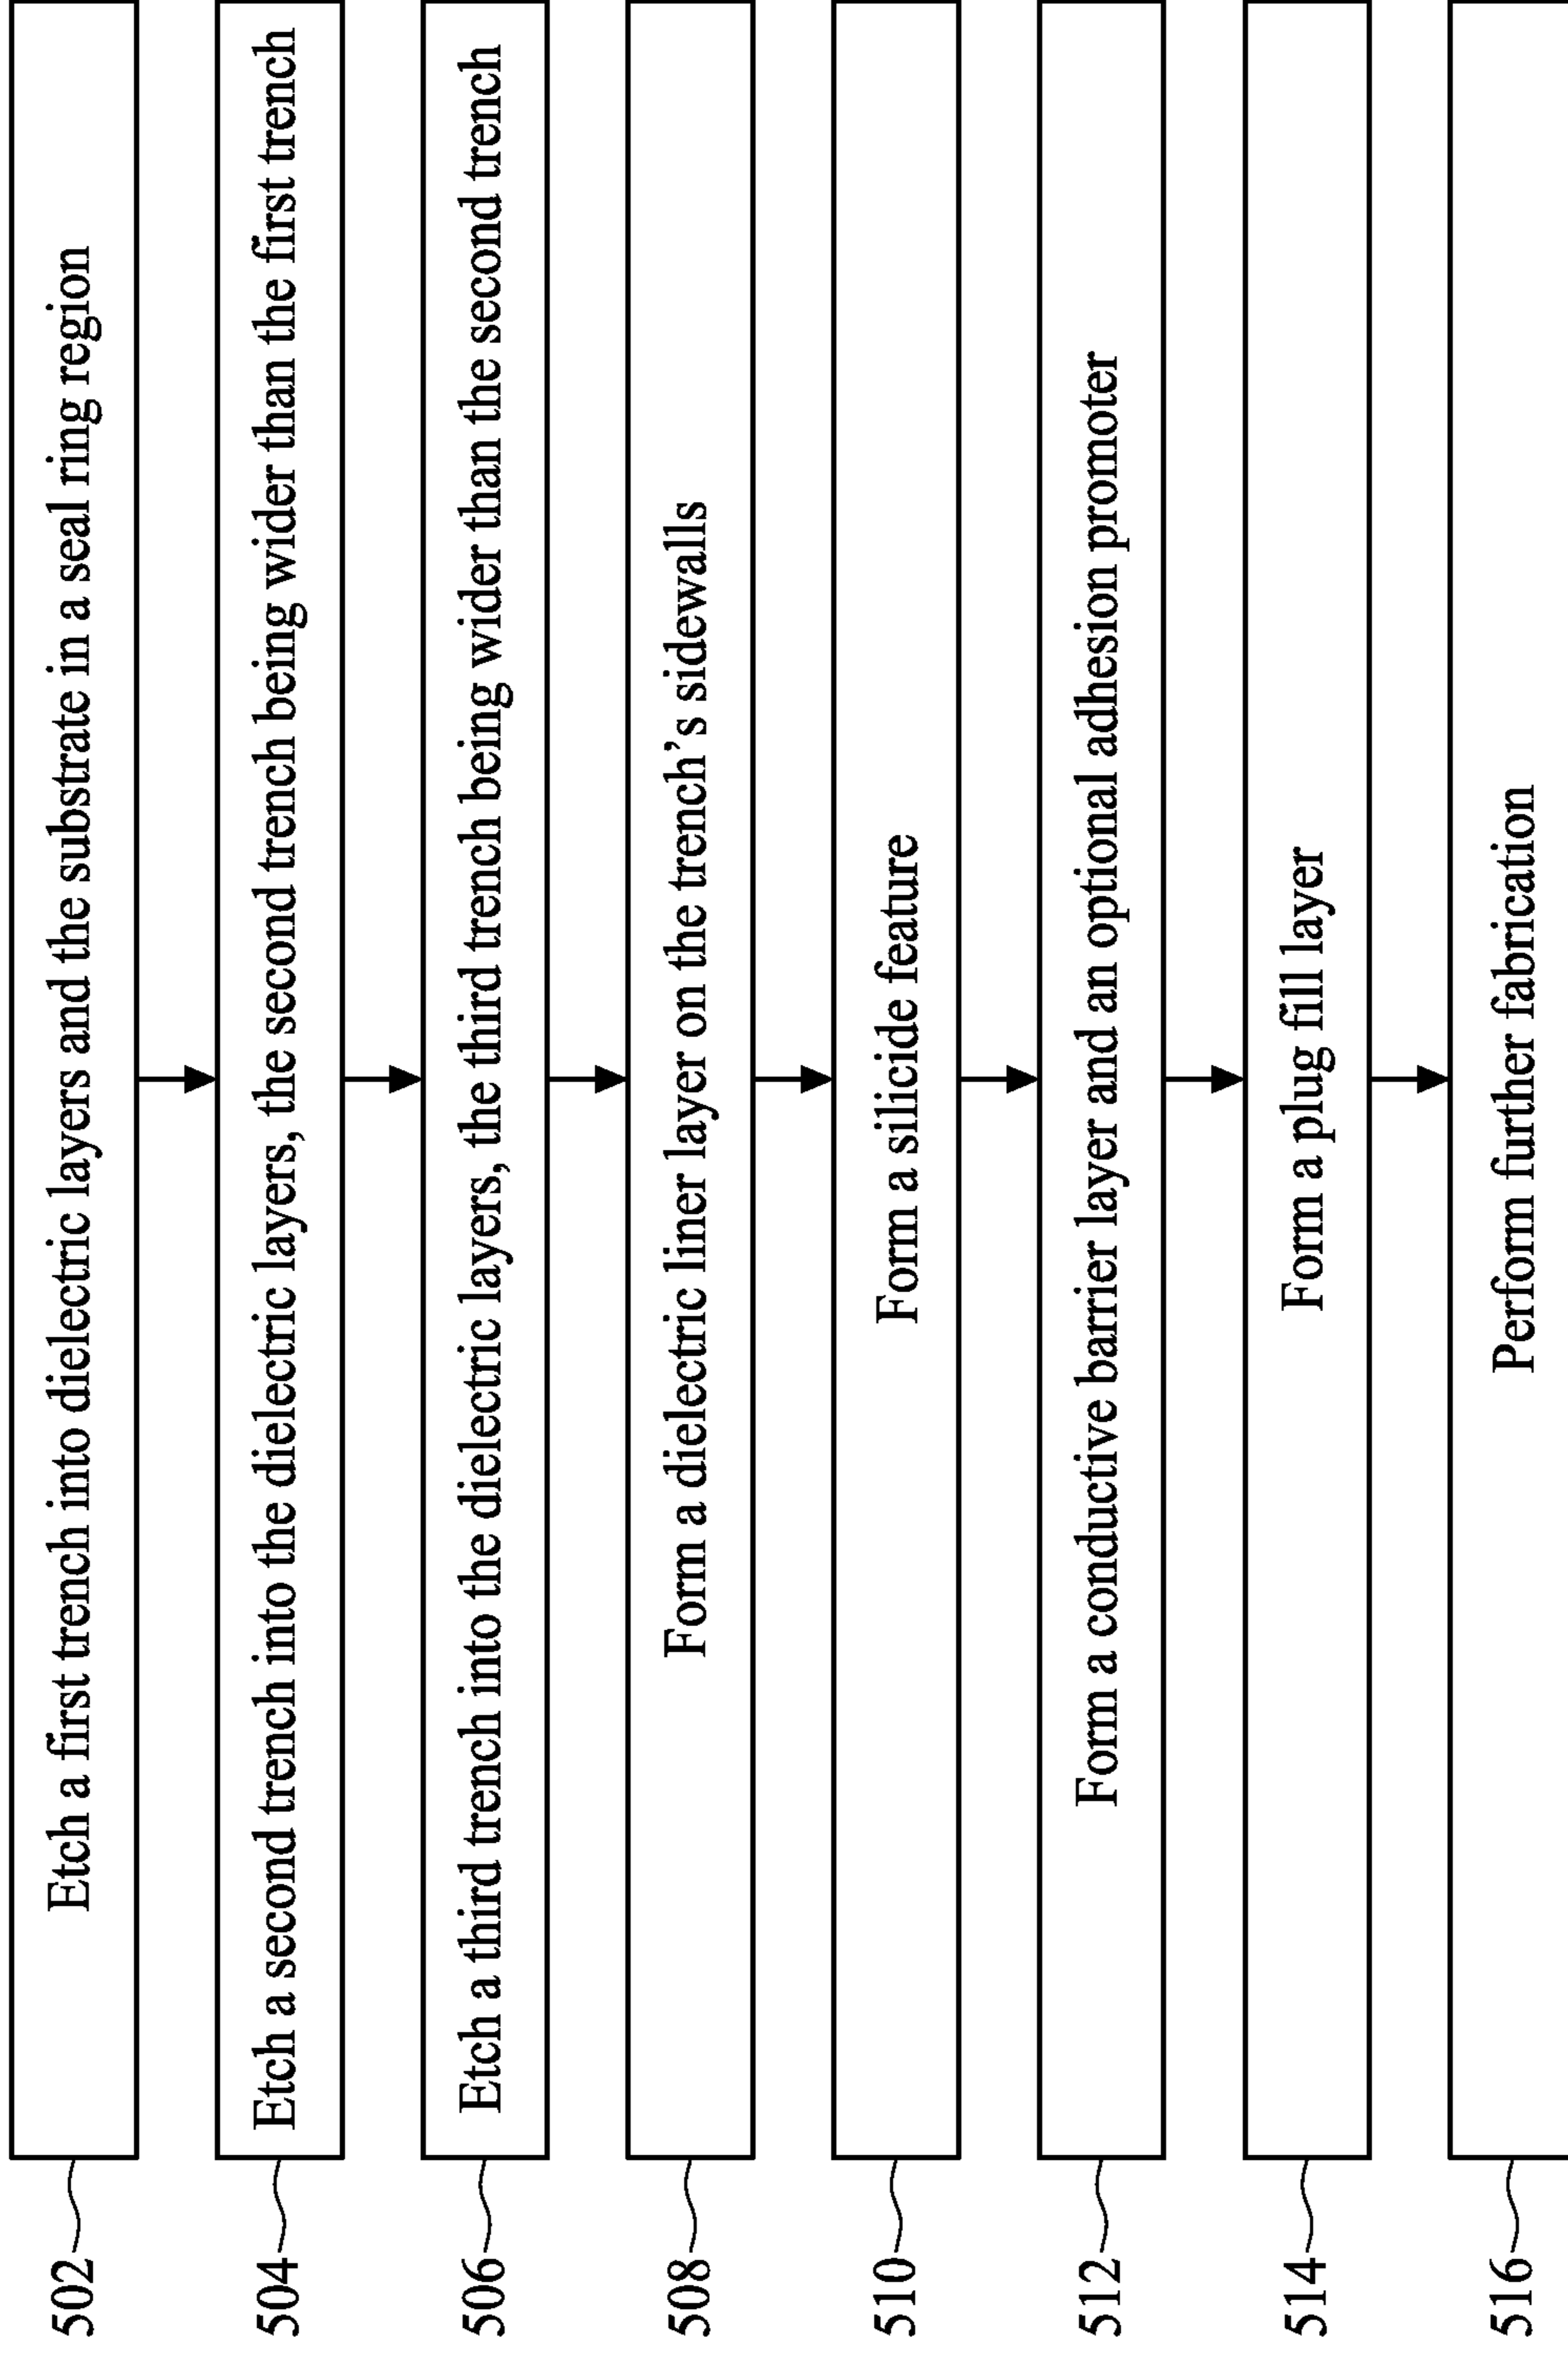 502
Etch a first trench into dielectric layers and the substrate in a seal ring region
504
Etch a second trench into the dielectric layers, the second trench being wider than the first trench
506
Etch a third trench into the dielectric layers, the third trench being wider than the second trench
508
Form a dielectric liner layer on the trench’s sidewalls
510
Form a silicide feature
512
Form a conductive barrier layer and an optional adhesion promoter
514
Form a plug fill layer
516
Perform further fabrication